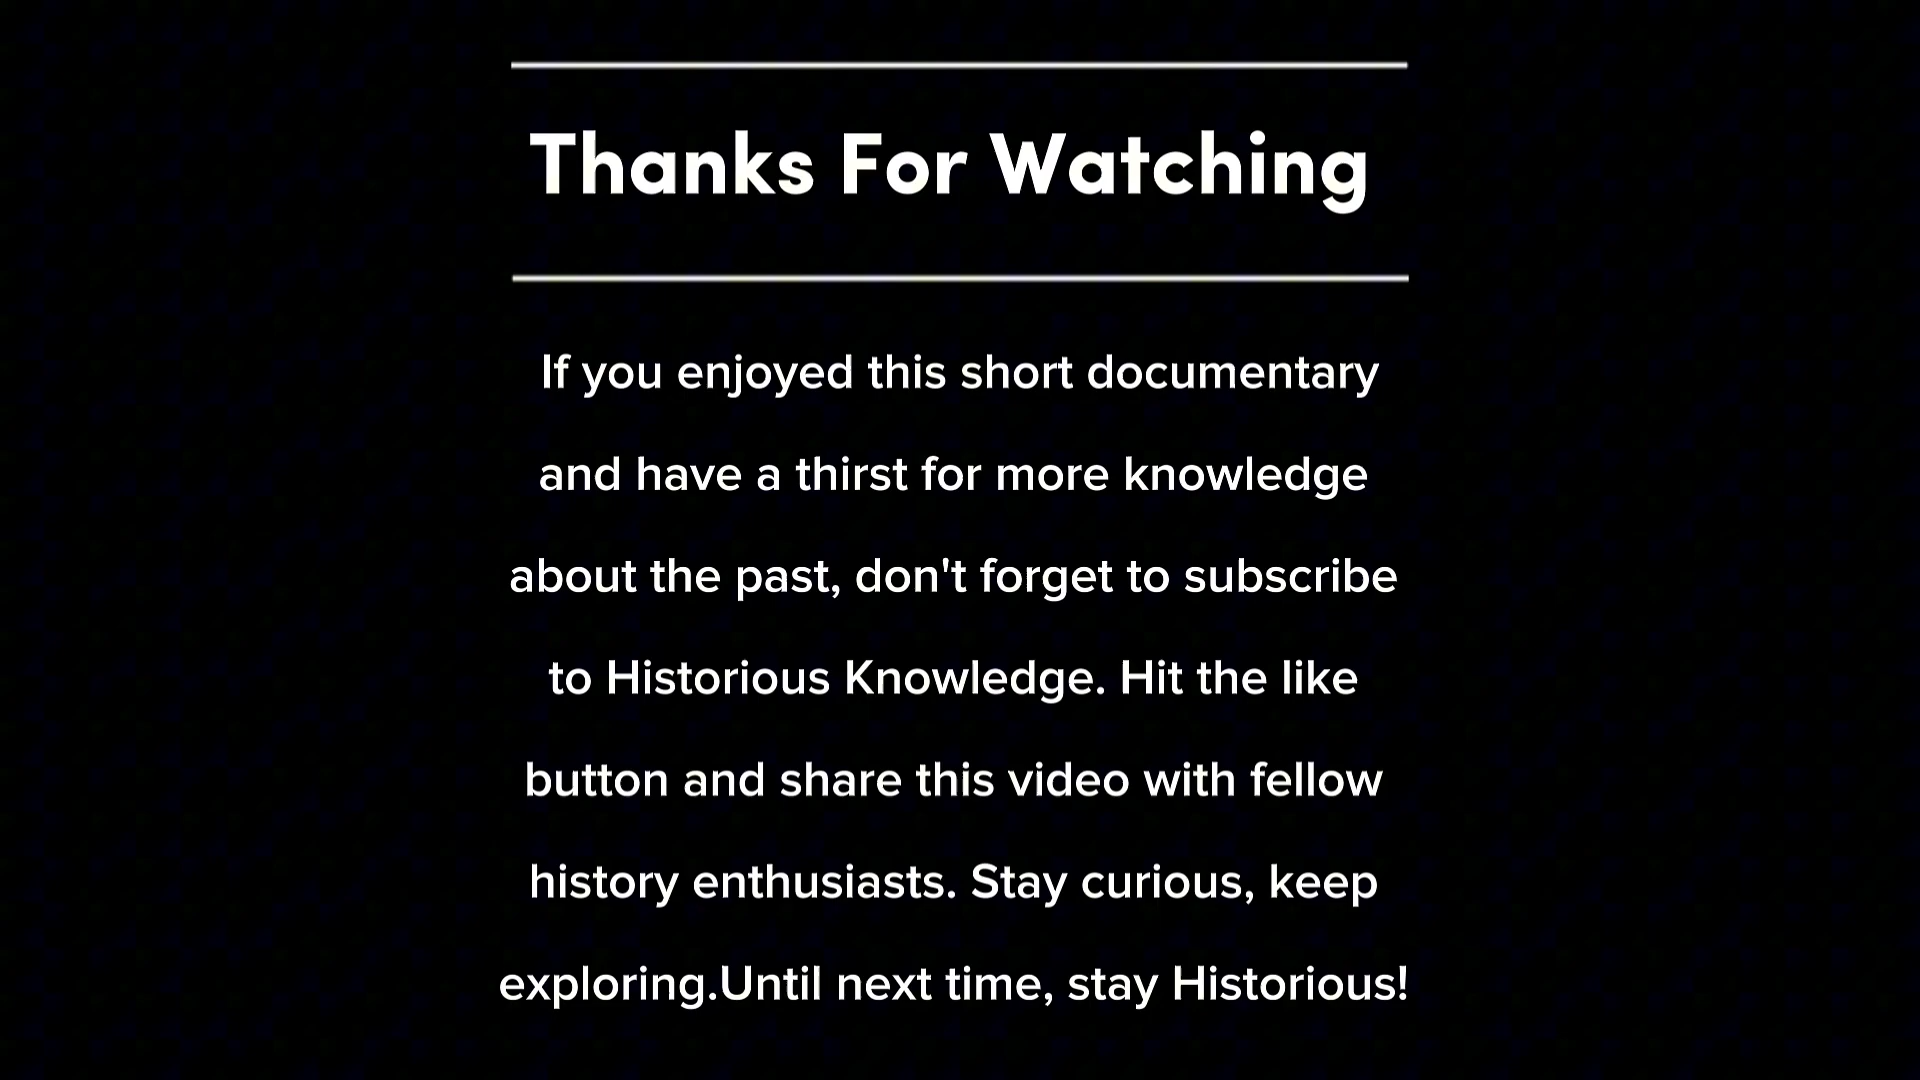 Thanks For Watching
If you enjoyed this short documentary
and have a thirst for more knowledge
about the past, don't forget to subscribe
to Historious Knowledge. Hit the like
button and share this video with fellow
history enthusiasts. Stay curious, keep
exploring.Until next time, stay Historious!